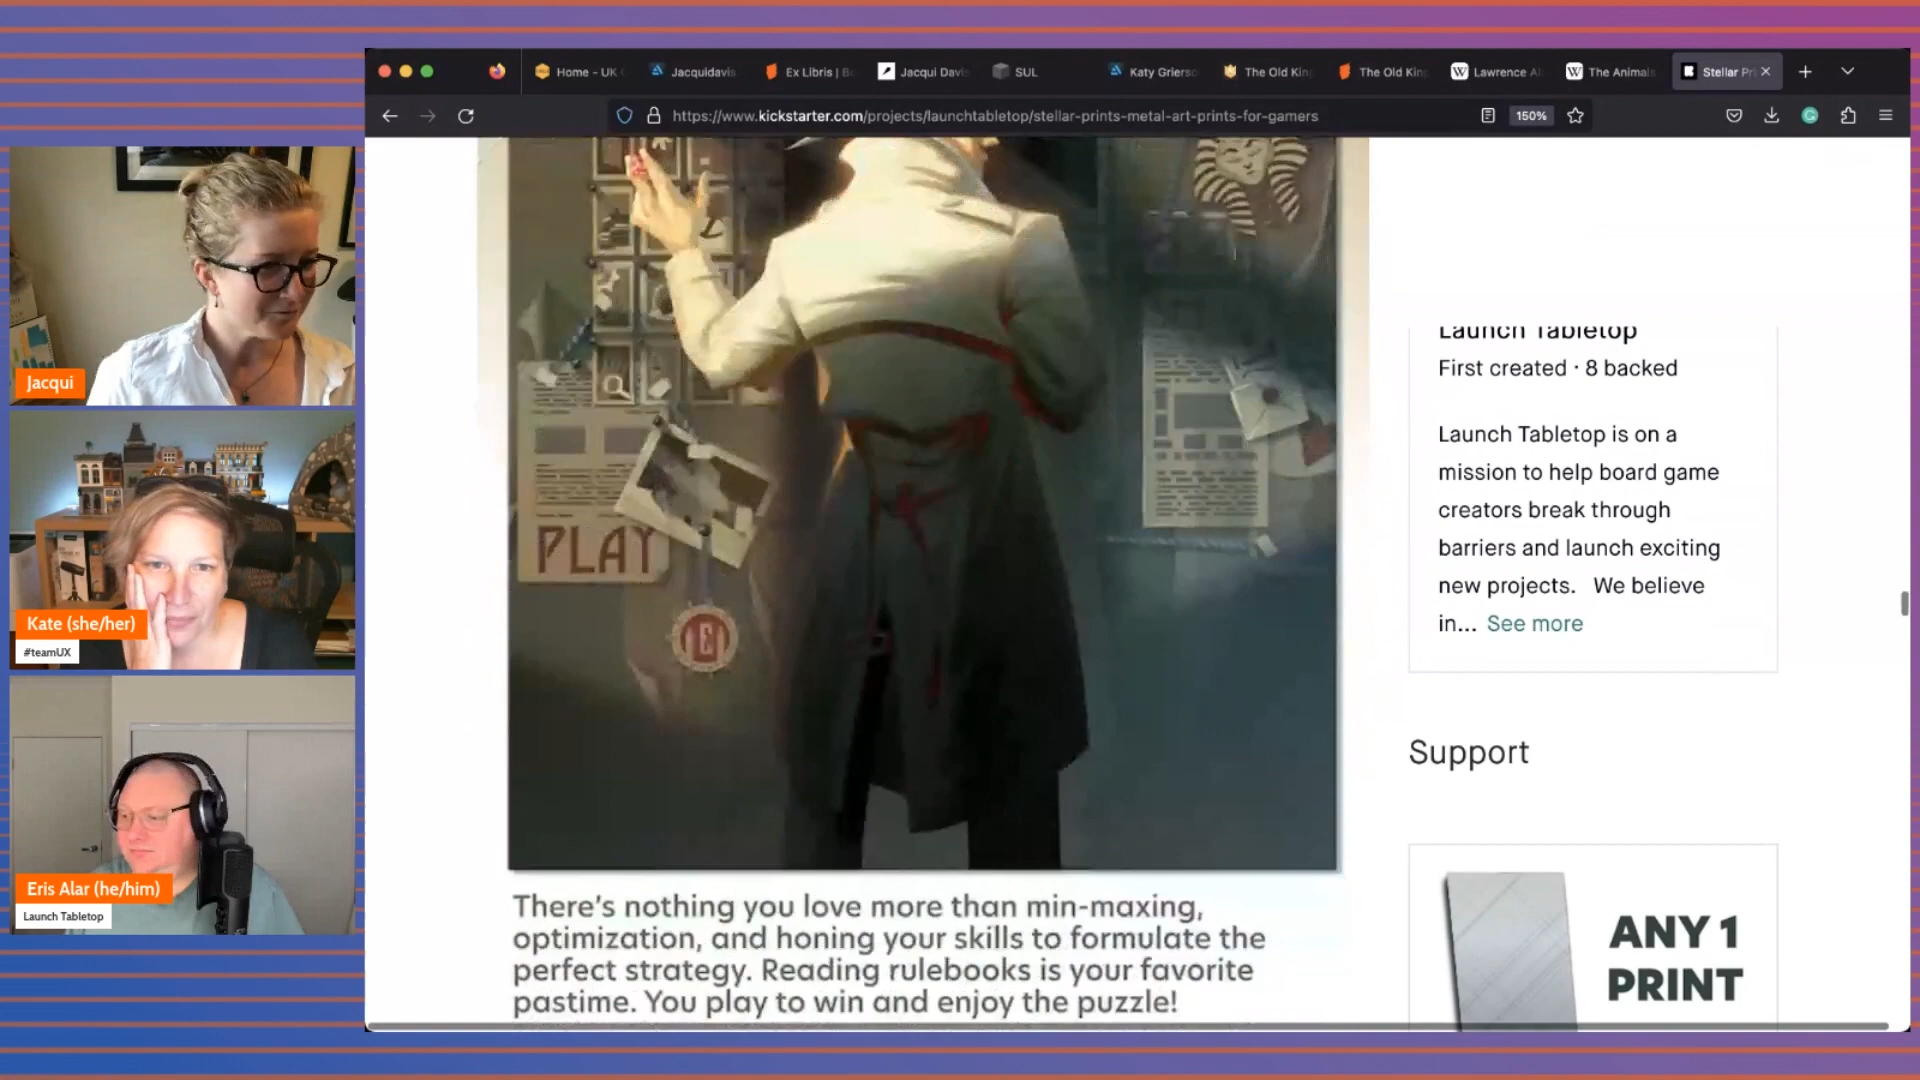 Home - UK
Jacquidavis
Ex Libris | B
Jacqui Davi
SUL
Katy Grierso
The Old Kin
The Old Kin
Lawrence Al
The Animals
Stellar Pr
https://www.kickstarter.com/projects/launchtabletop/stellar-prints-metal-art-prints-for-gamers
150%
Jacqui
Kate (she/her)
#teamUX
Eris Alar (he/him)
Launch Tabletop
PLAY
E
There's nothing you love more than min-maxing,
optimization, and honing your skills to formulate the
perfect strategy. Reading rulebooks is your favorite
pastime. You play to win and enjoy the puzzle!
Launch Tabletop
First created · 8 backed
Launch Tabletop is on a
mission to help board game
creators break through
barriers and launch exciting
new projects. We believe
in... See more
Support
ANY 1
PRINT